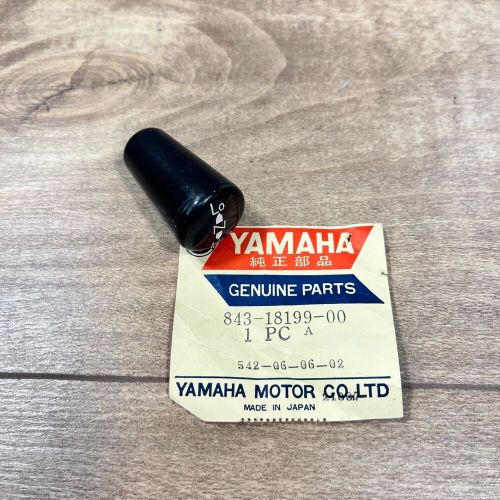 Lo
N
YAMAHA
純正部品
GENUINE PARTS
843-18199-00
1 PC A
542-06-06-02
YAMAHA MOTOR CO.LTD
MADE IN JAPAN